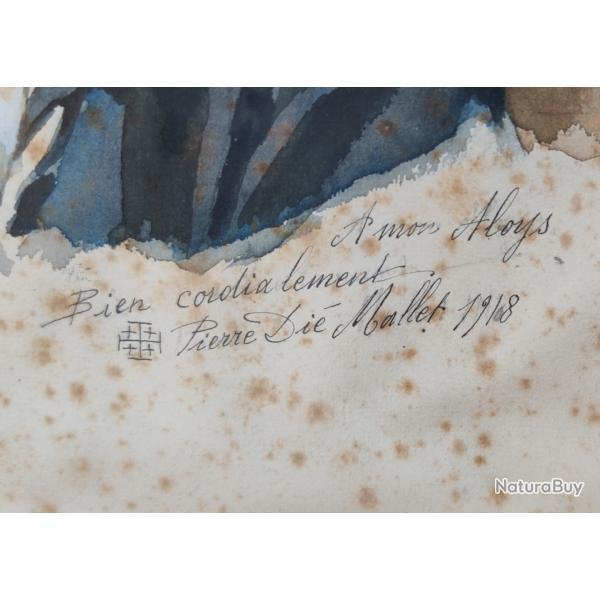 A mon Aloys
Bien cordialement
Pierre Dié Mallet. 1918
NaturaBuy